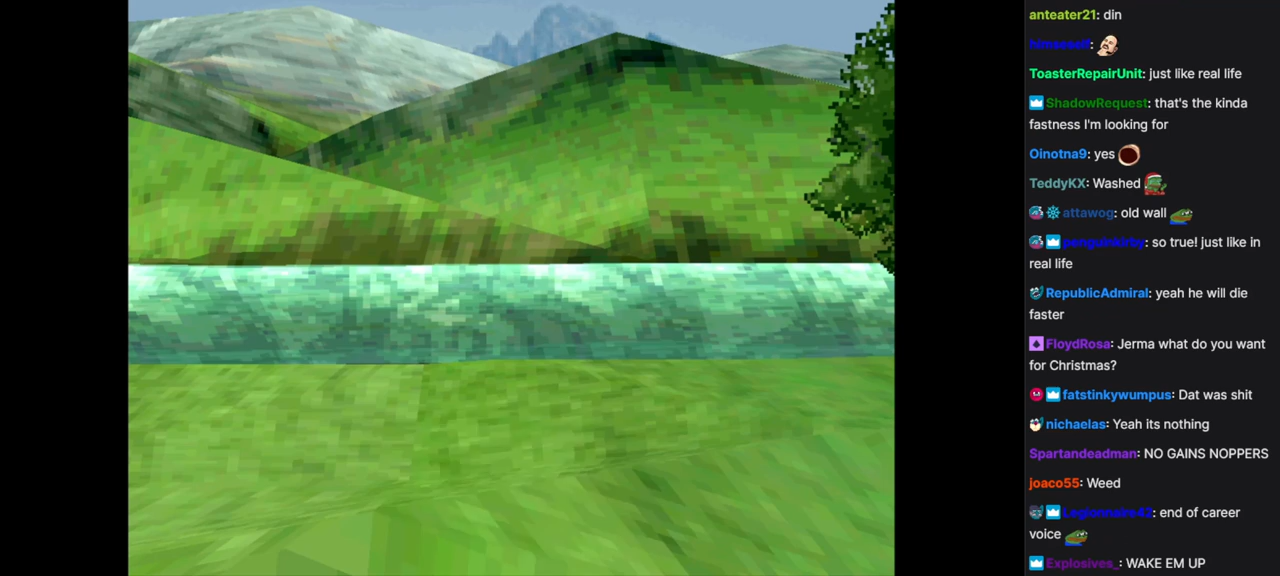 anteater21: din
himseself:
ToasterRepairUnit: just like real life
ShadowRequest: that's the kinda
fastness I'm looking for
Oinotna9: yes
TeddyKX: Washed
attawog: old wall
penguinkirby: so true! just like in
real life
RepublicAdmiral: yeah he will die
faster
FloydRosa: Jerma what do you want
for Christmas?
fatstinkywumpus: Dat was shit
nichaelas: Yeah its nothing
Spartandeadman: NO GAINS NOPPERS
joaco55: Weed
Legionnaire42: end of career
voice
Explosives_: WAKE EM UP